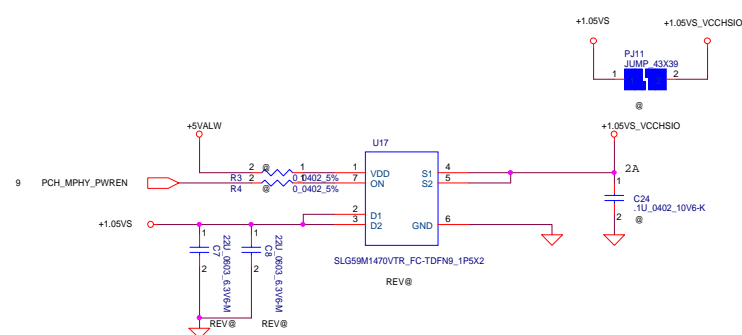 +1.05VS
+1.05VS_VCCHSIO
PJ11
JUMP_43X39
1
2
@
+5VALW
U17
+1.05VS_VCCHSIO
2 @ 1
R3 0_0402_5%
1 VDD
S1 4
2A
9 PCH_MPHY_PWREN
2 1
R4 @ 0_0402_5%
7 ON
S2 5
1
C24
.1U_0402_10V6-K
2 @
+1.05VS
2 D1
3 D2
GND 6
1
C7
2
22U_0603_6.3V6-M
1
C8
2
22U_0603_6.3V6-M
SLG59M1470VTR_FC-TDFN9_1P5X2
REV@
REV@
REV@